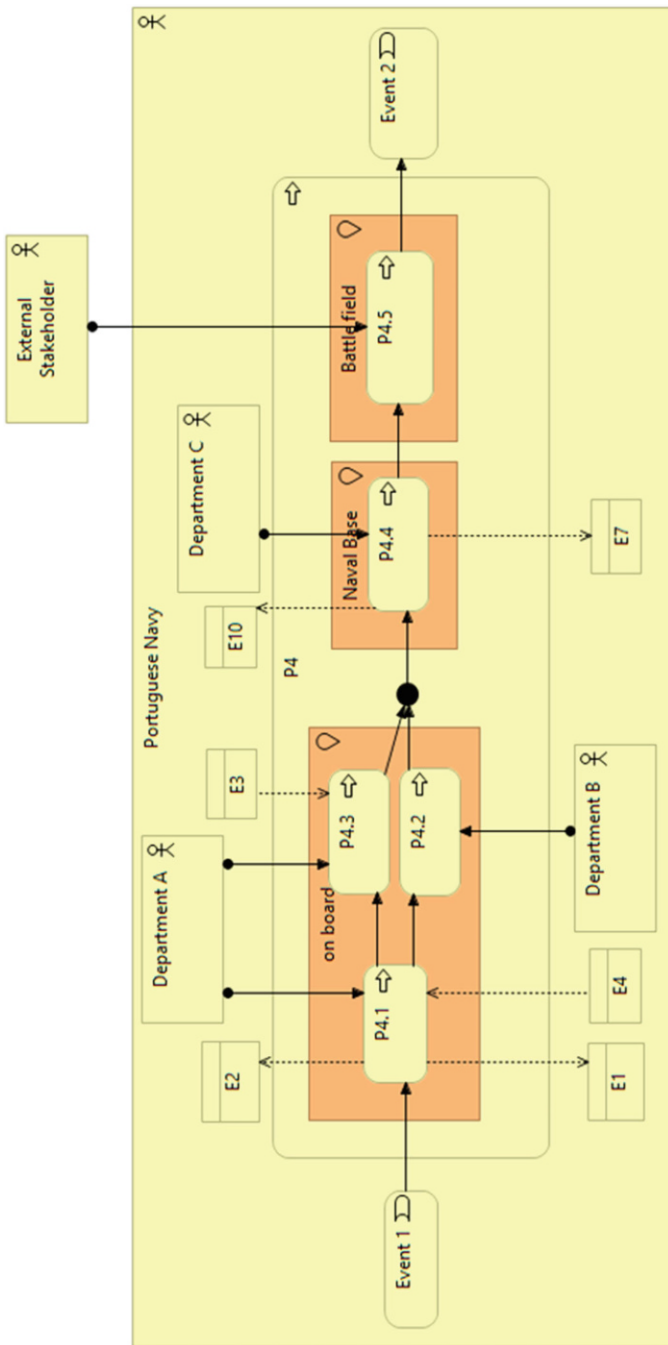 External
Stakeholder
Portuguese Navy
Department A
Department C
E2
E3
E10
P4
Event 1
on board
P4.1
P4.3
P4.2
Naval Base
P4.4
Battle field
P4.5
Event 2
E1
E4
Department B
E7